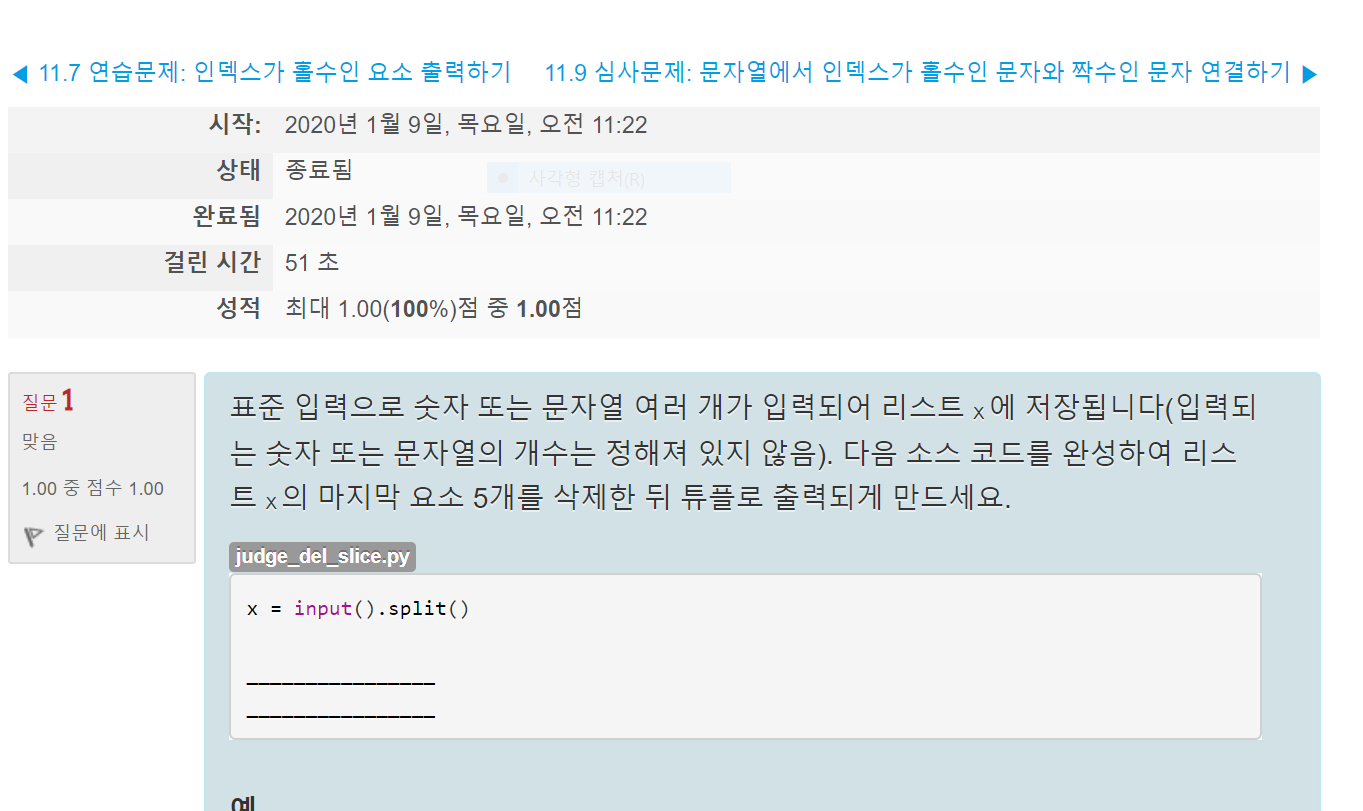 ◀ 11.7 연습문제: 인덱스가 홀수인 요소 출력하기 11.9 심사문제: 문자열에서 인덱스가 홀수인 문자와 짝수인 문자 연결하기 ▶
시작: 2020년 1월 9일, 목요일, 오전 11:22
상태 종료됨
사각형 캡처(R)
완료됨 2020년 1월 9일, 목요일, 오전 11:22
걸린 시간 51 초
성적 최대 1.00(100%)점 중 1.00점
질문 1
맞음
1.00 중 점수 1.00
질문에 표시
표준 입력으로 숫자 또는 문자열 여러 개가 입력되어 리스트 x 에 저장됩니다(입력되
는 숫자 또는 문자열의 개수는 정해져 있지 않음). 다음 소스 코드를 완성하여 리스
트 x 의 마지막 요소 5개를 삭제한 뒤 튜플로 출력되게 만드세요.
judge_del_slice.py
x = input().split()
________________
________________
예